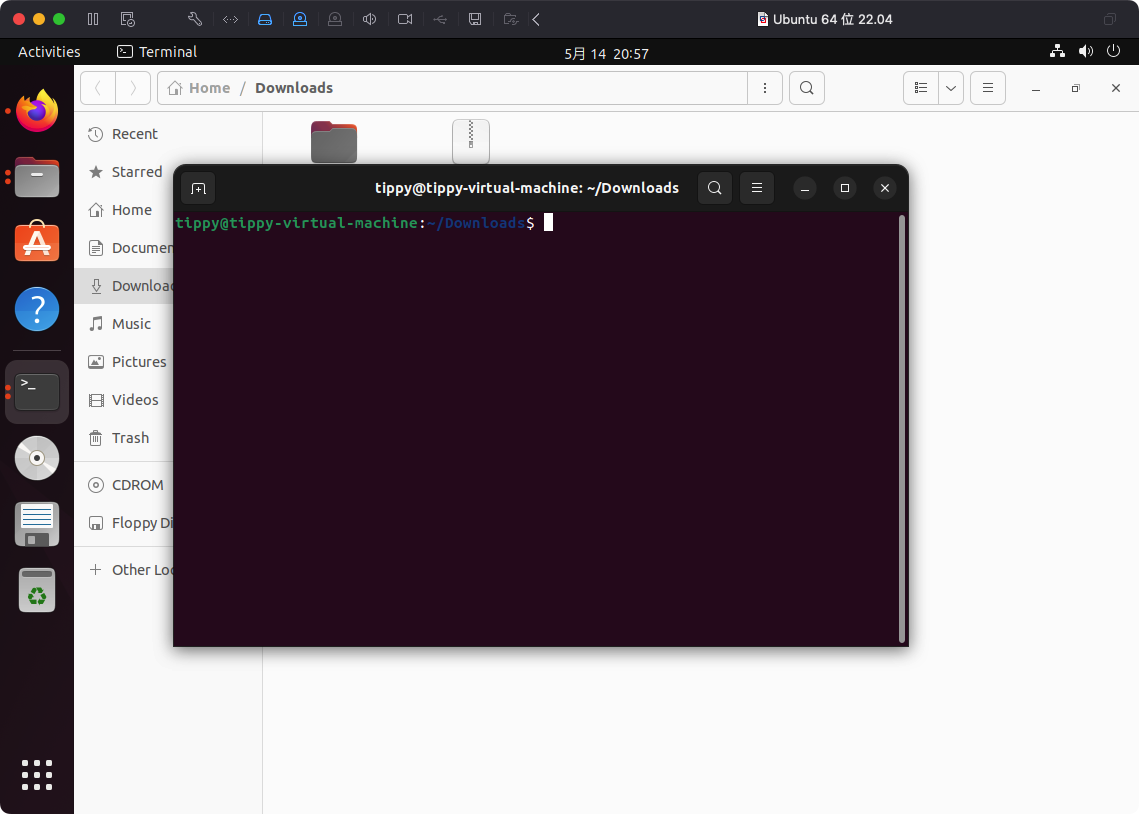 Ubuntu 64 位 22.04
Activities
Terminal
5月 14 20:57
Home / Downloads
Recent
Starred
Home
Documen
Downloa
Music
Pictures
Videos
Trash
CDROM
Floppy Di
Other Loc
tippy@tippy-virtual-machine: ~/Downloads
tippy@tippy-virtual-machine:~/Downloads$